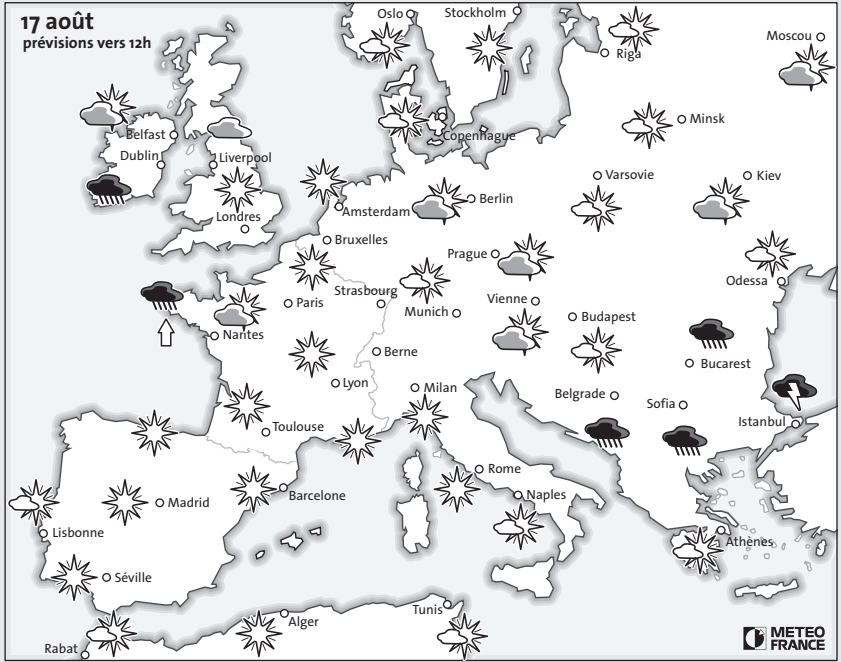 17 août
prévisions vers 12h
Oslo
Stockholm
Moscou
Riga
Minsk
Belfast
Copenhague
Dublin
Liverpool
Varsovie
Kiev
Berlin
Amsterdam
Londres
Bruxelles
Prague
Odessa
Strasbourg
Paris
Munich
Vienne
Budapest
Nantes
Berne
Bucarest
Lyon
Milan
Belgrade
Sofia
Istanbul
Toulouse
Rome
Barcelone
Naples
Madrid
Lisbonne
Athènes
Séville
Tunis
Alger
Rabat
METEO
FRANCE